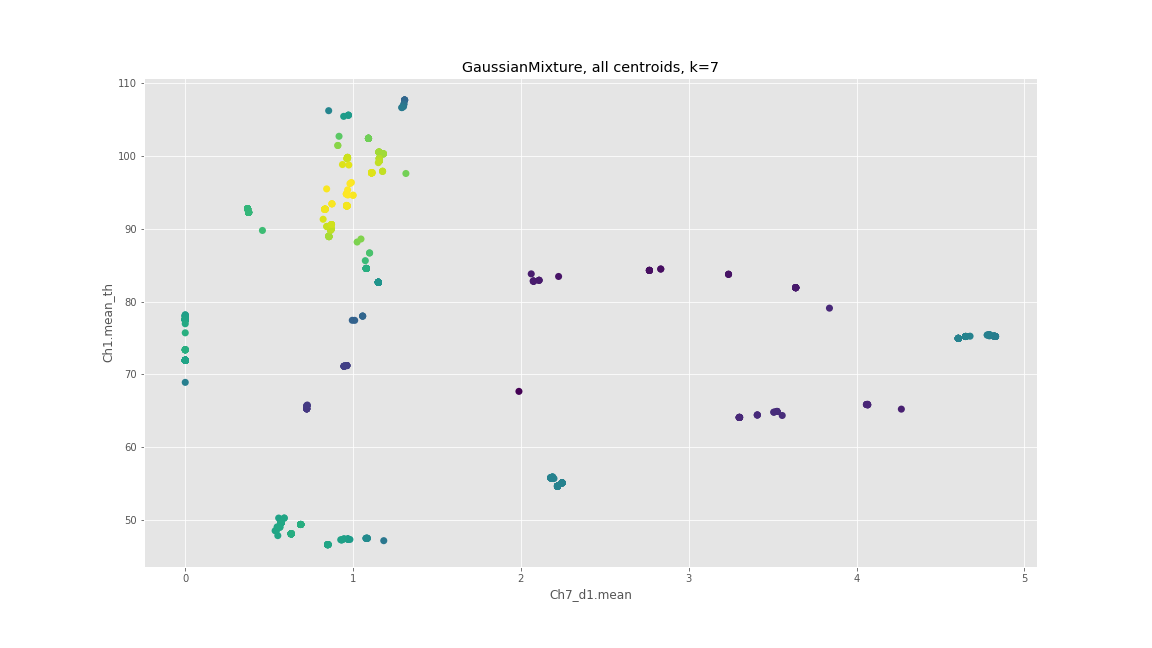 GaussianMixture, all centroids, k=7
110
100
90
80
70
60
50
Ch1.mean_th
0 1 2 3 4 5
Ch7_d1.mean